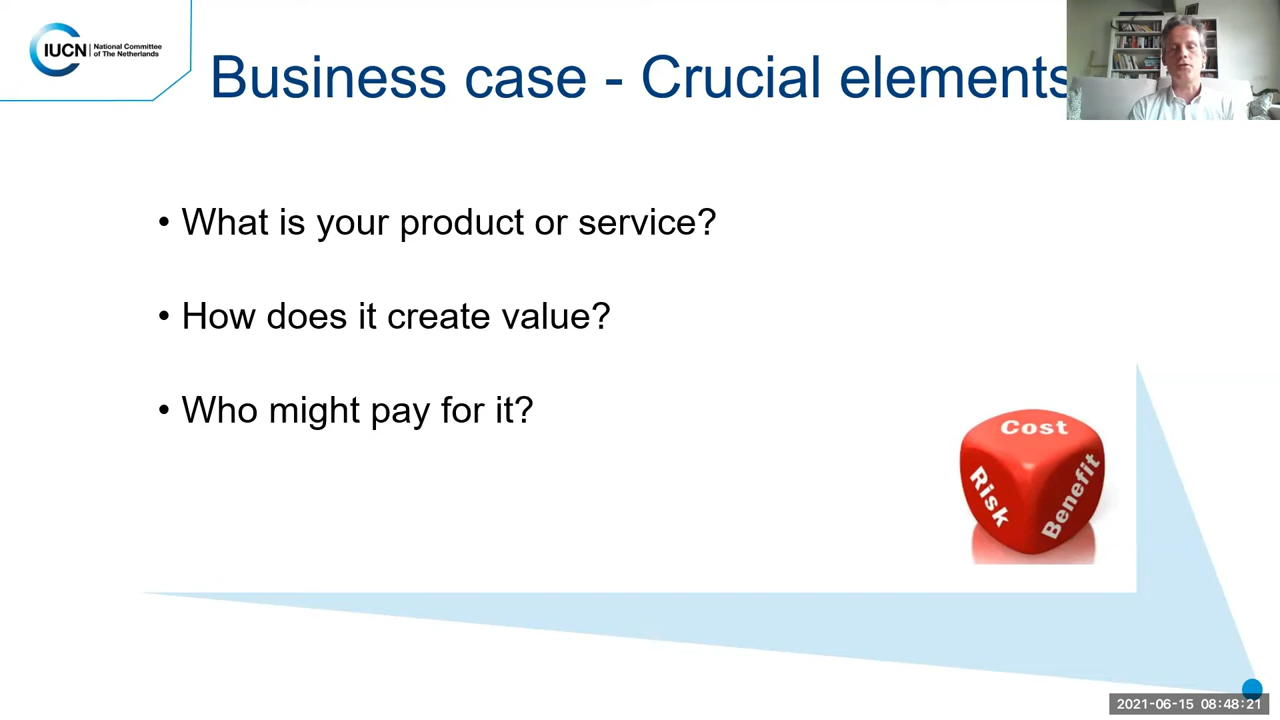 IUCN
National Committee
of The Netherlands
Business case - Crucial elements
• What is your product or service?
• How does it create value?
• Who might pay for it?
Cost
Risk
Benefit
2021-06-15 08:48:21